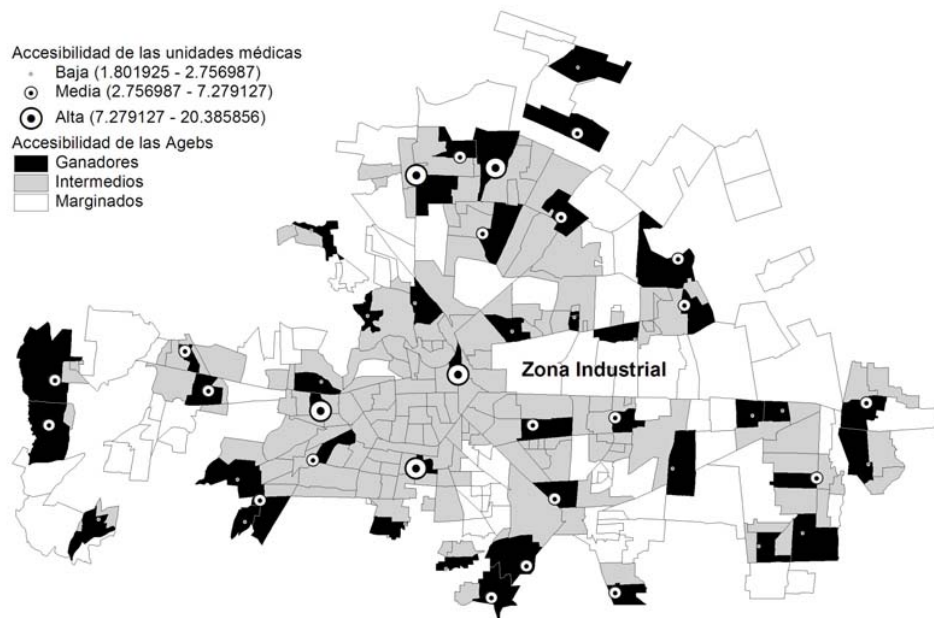 Accesibilidad de las unidades médicas
Baja (1.801925 - 2.756987)
Media (2.756987 - 7.279127)
Alta (7.279127 - 20.385856)
Accesibilidad de las Agebs
Ganadores
Intermedios
Marginados
Zona Industrial